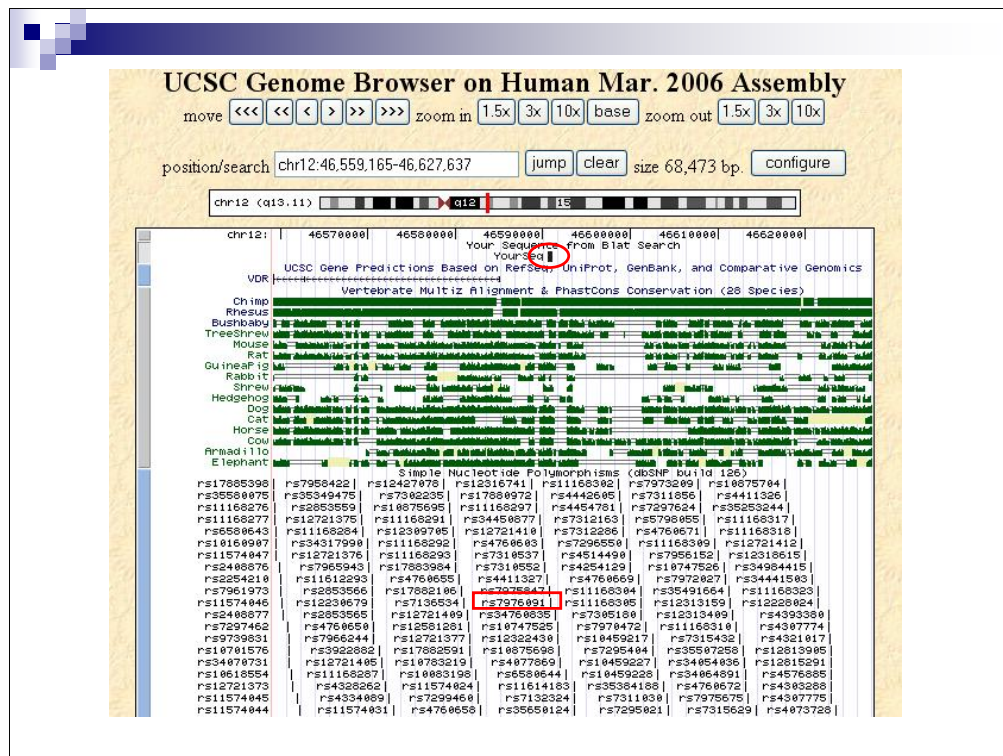 UCSC Genome Browser on Human Mar. 2006 Assembly
move <<< << < > >> >>> zoom in 1.5x 3x 10x base zoom out 1.5x 3x 10x
position/search chr12:46,559,165-46,627,637 jump clear size 68,473 bp. configure
chr12 (q13.11) q12 15
chr12: 46570000| 46580000| 46590000| 46600000| 46610000| 46620000|
Your Sequence from Blat Search
YourSeq
UCSC Gene Predictions Based on RefSeq, UniProt, GenBank, and Comparative Genomics
VDR
Vertebrate Multiz Alignment & PhastCons Conservation (28 Species)
Chimp
Rhesus
Bushbaby
TreeShrew
Mouse
Rat
GuineaPig
Rabbit
Shrew
Hedgehog
Dog
Cat
Horse
Cow
Armadillo
Elephant
Simple Nucleotide Polymorphisms (dbSNP build 126)
rs17885398 | rs7958422 | rs12427078 | rs12316741 | rs11168302 | rs7973209 | rs10875704 |
rs35580075 | rs35349475 | rs7302235 | rs17880972 | rs4442605 | rs7311856 | rs4411326 |
rs11168276 | rs2853559 | rs10875695 | rs11168297 | rs4454781 | rs7297624 | rs35253244 |
rs11168277 | rs12721375 | rs11168291 | rs34450877 | rs7312163 | rs5798055 | rs11168317 |
rs6580643 | rs11168284 | rs12309705 | rs12721410 | rs7312286 | rs4760671 | rs11168318 |
rs10160907 | rs34317990 | rs11168292 | rs4760603 | rs7296550 | rs11168309 | rs12721412 |
rs11574047 | rs12721376 | rs11168293 | rs7310537 | rs4514490 | rs7956152 | rs12318615 |
rs2408876 | rs7965943 | rs17883984 | rs7310552 | rs4254129 | rs10747526 | rs34984415 |
rs2254210 | rs11612293 | rs4760655 | rs4411327 | rs4760669 | rs7972027 | rs34441503 |
rs7961973 | rs2853566 | rs17882106 | rs7975847 | rs11168304 | rs35491664 | rs11168323 |
rs11574046 | rs12230679 | rs7136534 | rs7976091 | rs11168305 | rs12313159 | rs12228024 |
rs2408877 | rs2853565 | rs12721409 | rs34760835 | rs7305180 | rs12313409 | rs4393380 |
rs7297462 | rs4760650 | rs12581281 | rs10747525 | rs7970472 | rs11168310 | rs4307774 |
rs9739831 | rs7966244 | rs12721377 | rs12322430 | rs10459217 | rs7315432 | rs4321017 |
rs10701576 | rs3922882 | rs17882591 | rs10875698 | rs7295404 | rs35507258 | rs12813905 |
rs34070731 | rs12721405 | rs10783219 | rs4077869 | rs10459227 | rs34054036 | rs12815291 |
rs10618554 | rs11168287 | rs10083198 | rs6580644 | rs10459228 | rs34064891 | rs4576885 |
rs12721373 | rs4328262 | rs11574024 | rs11614183 | rs35384188 | rs4760672 | rs4303288 |
rs11574045 | rs4334089 | rs7299460 | rs7132324 | rs7311030 | rs7975675 | rs4307775 |
rs11574044 | rs11574031 | rs4760658 | rs35650124 | rs7295021 | rs7315629 | rs4073728 |